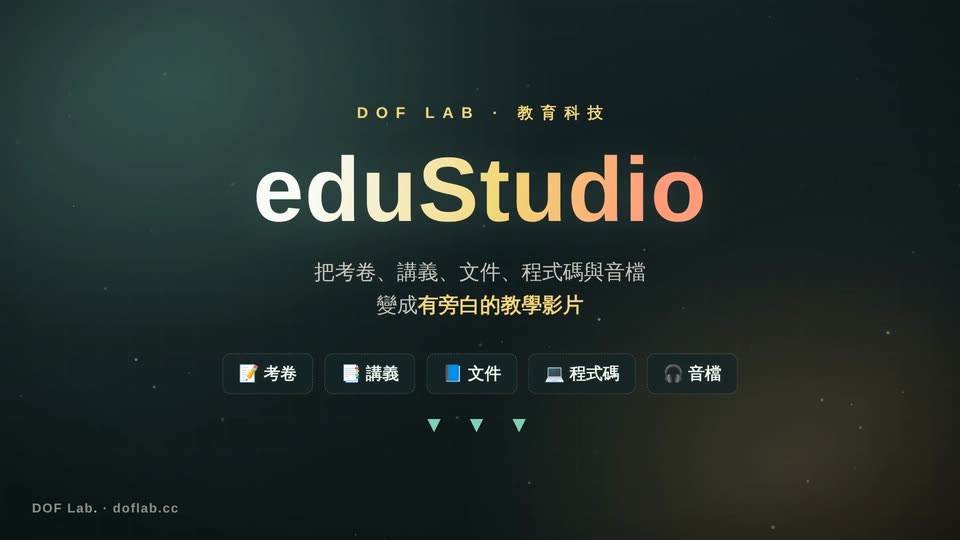 DOF LAB · 教育科技
eduStudio
把考卷、講義、文件、程式碼與音檔
變成有旁白的教學影片
📝 考卷 📑 講義 📘 文件 💻 程式碼 🎧 音檔
▼ ▼ ▼
DOF Lab. · doflab.cc